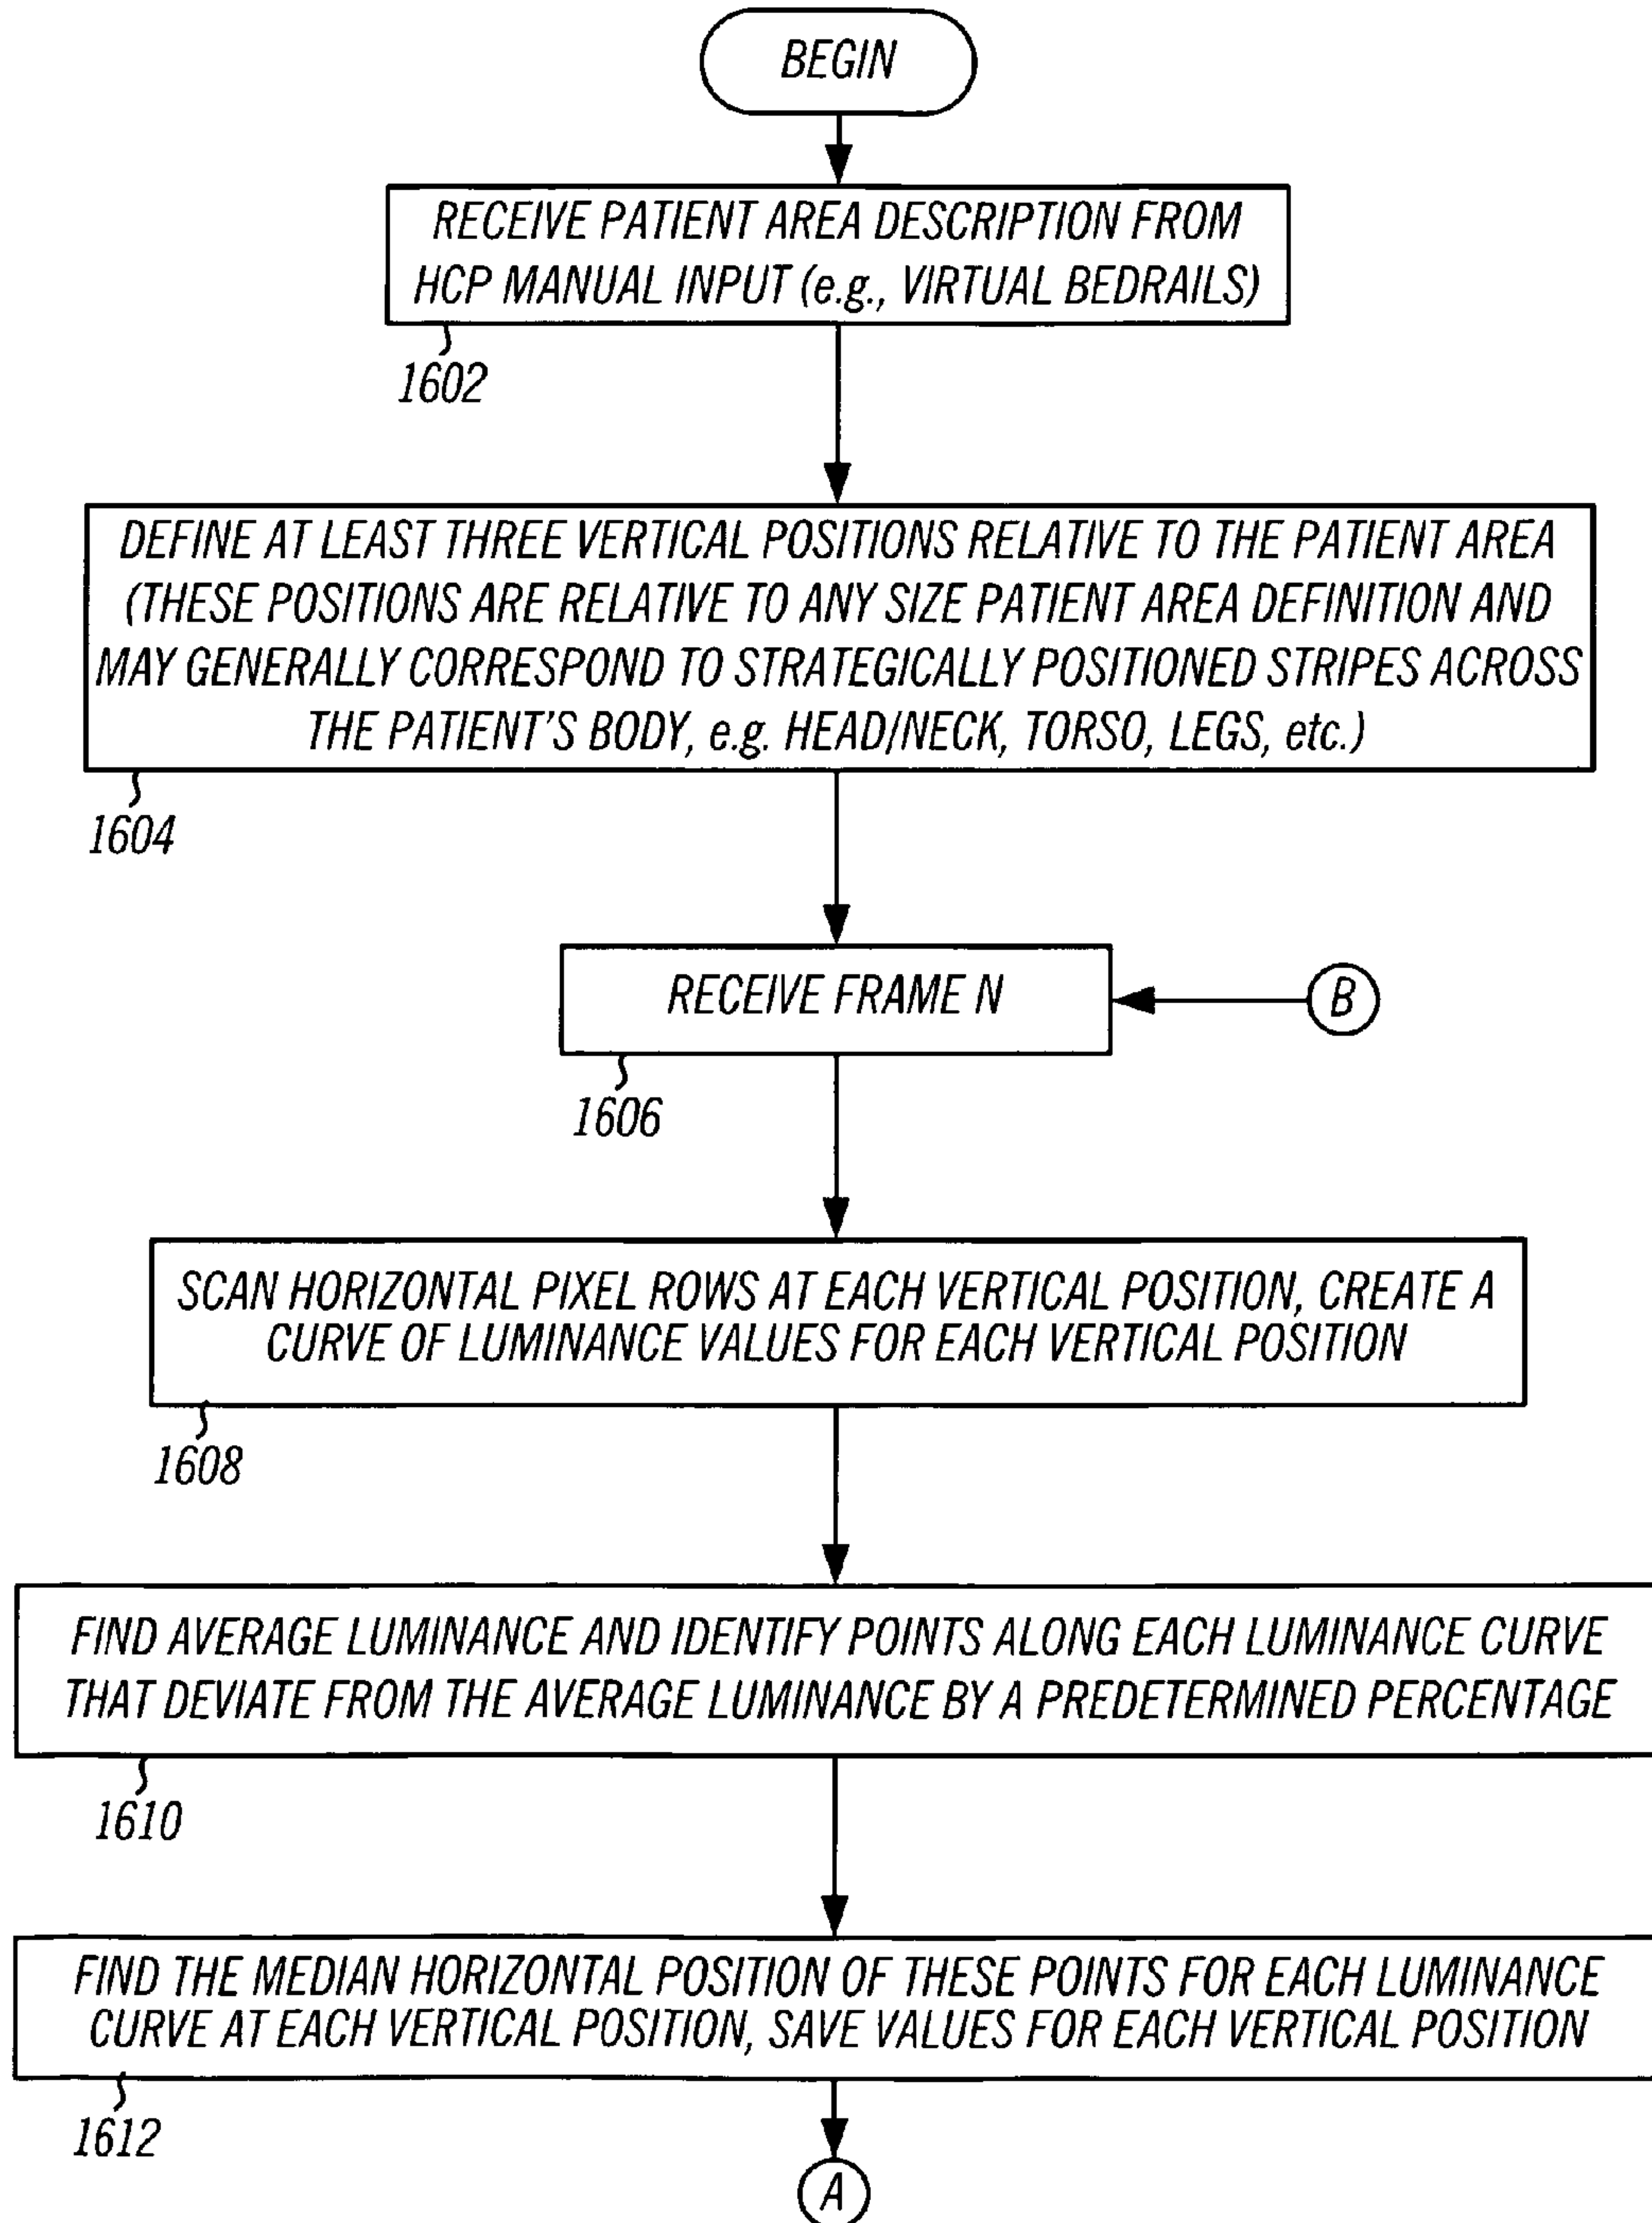 BEGIN
RECEIVE PATIENT AREA DESCRIPTION FROM
HCP MANUAL INPUT (e.g., VIRTUAL BEDRAILS)
1602
DEFINE AT LEAST THREE VERTICAL POSITIONS RELATIVE TO THE PATIENT AREA
(THESE POSITIONS ARE RELATIVE TO ANY SIZE PATIENT AREA DEFINITION AND
MAY GENERALLY CORRESPOND TO STRATEGICALLY POSITIONED STRIPES ACROSS
THE PATIENT'S BODY, e.g. HEAD/NECK, TORSO, LEGS, etc.)
1604
RECEIVE FRAME N
B
1606
SCAN HORIZONTAL PIXEL ROWS AT EACH VERTICAL POSITION, CREATE A
CURVE OF LUMINANCE VALUES FOR EACH VERTICAL POSITION
1608
FIND AVERAGE LUMINANCE AND IDENTIFY POINTS ALONG EACH LUMINANCE CURVE
THAT DEVIATE FROM THE AVERAGE LUMINANCE BY A PREDETERMINED PERCENTAGE
1610
FIND THE MEDIAN HORIZONTAL POSITION OF THESE POINTS FOR EACH LUMINANCE
CURVE AT EACH VERTICAL POSITION, SAVE VALUES FOR EACH VERTICAL POSITION
1612
A